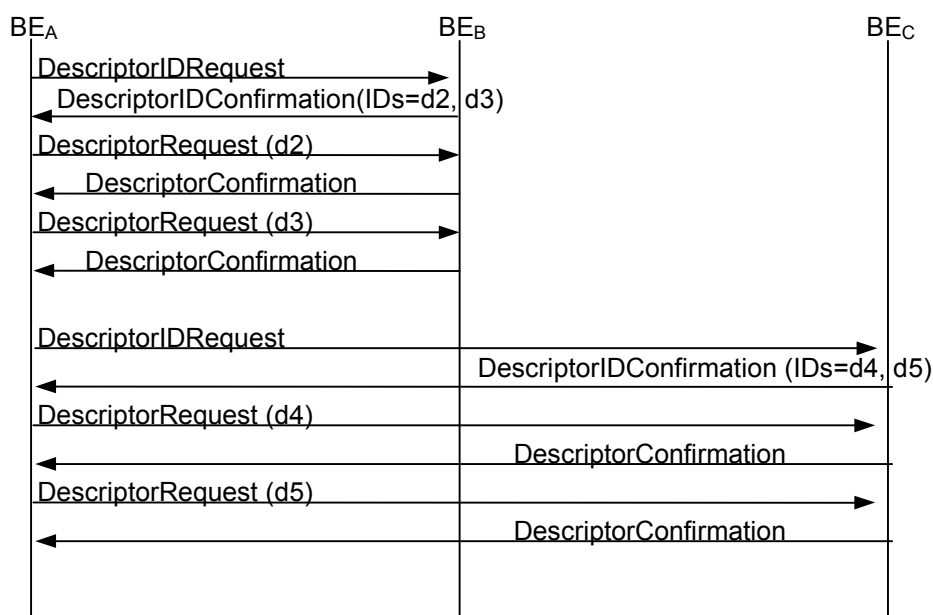 BEA BEB BEC
DescriptorIDRequest
DescriptorIDConfirmation(IDs=d2, d3)
DescriptorRequest (d2)
DescriptorConfirmation
DescriptorRequest (d3)
DescriptorConfirmation
DescriptorIDRequest
DescriptorIDConfirmation (IDs=d4, d5)
DescriptorRequest (d4)
DescriptorConfirmation
DescriptorRequest (d5)
DescriptorConfirmation